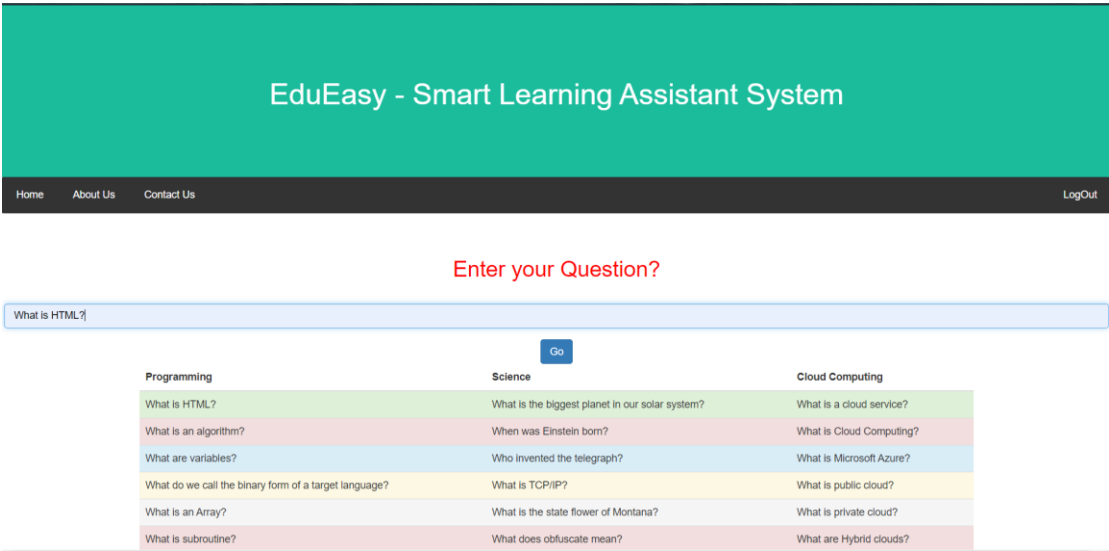 EduEasy - Smart Learning Assistant System
Home About Us Contact Us LogOut
Enter your Question?
What is HTML?
Go
Programming Science Cloud Computing
What is HTML? What is the biggest planet in our solar system? What is a cloud service?
What is an algorithm? When was Einstein born? What is Cloud Computing?
What are variables? Who invented the telegraph? What is Microsoft Azure?
What do we call the binary form of a target language? What is TCP/IP? What is public cloud?
What is an Array? What is the state flower of Montana? What is private cloud?
What is subroutine? What does obfuscate mean? What are Hybrid clouds?